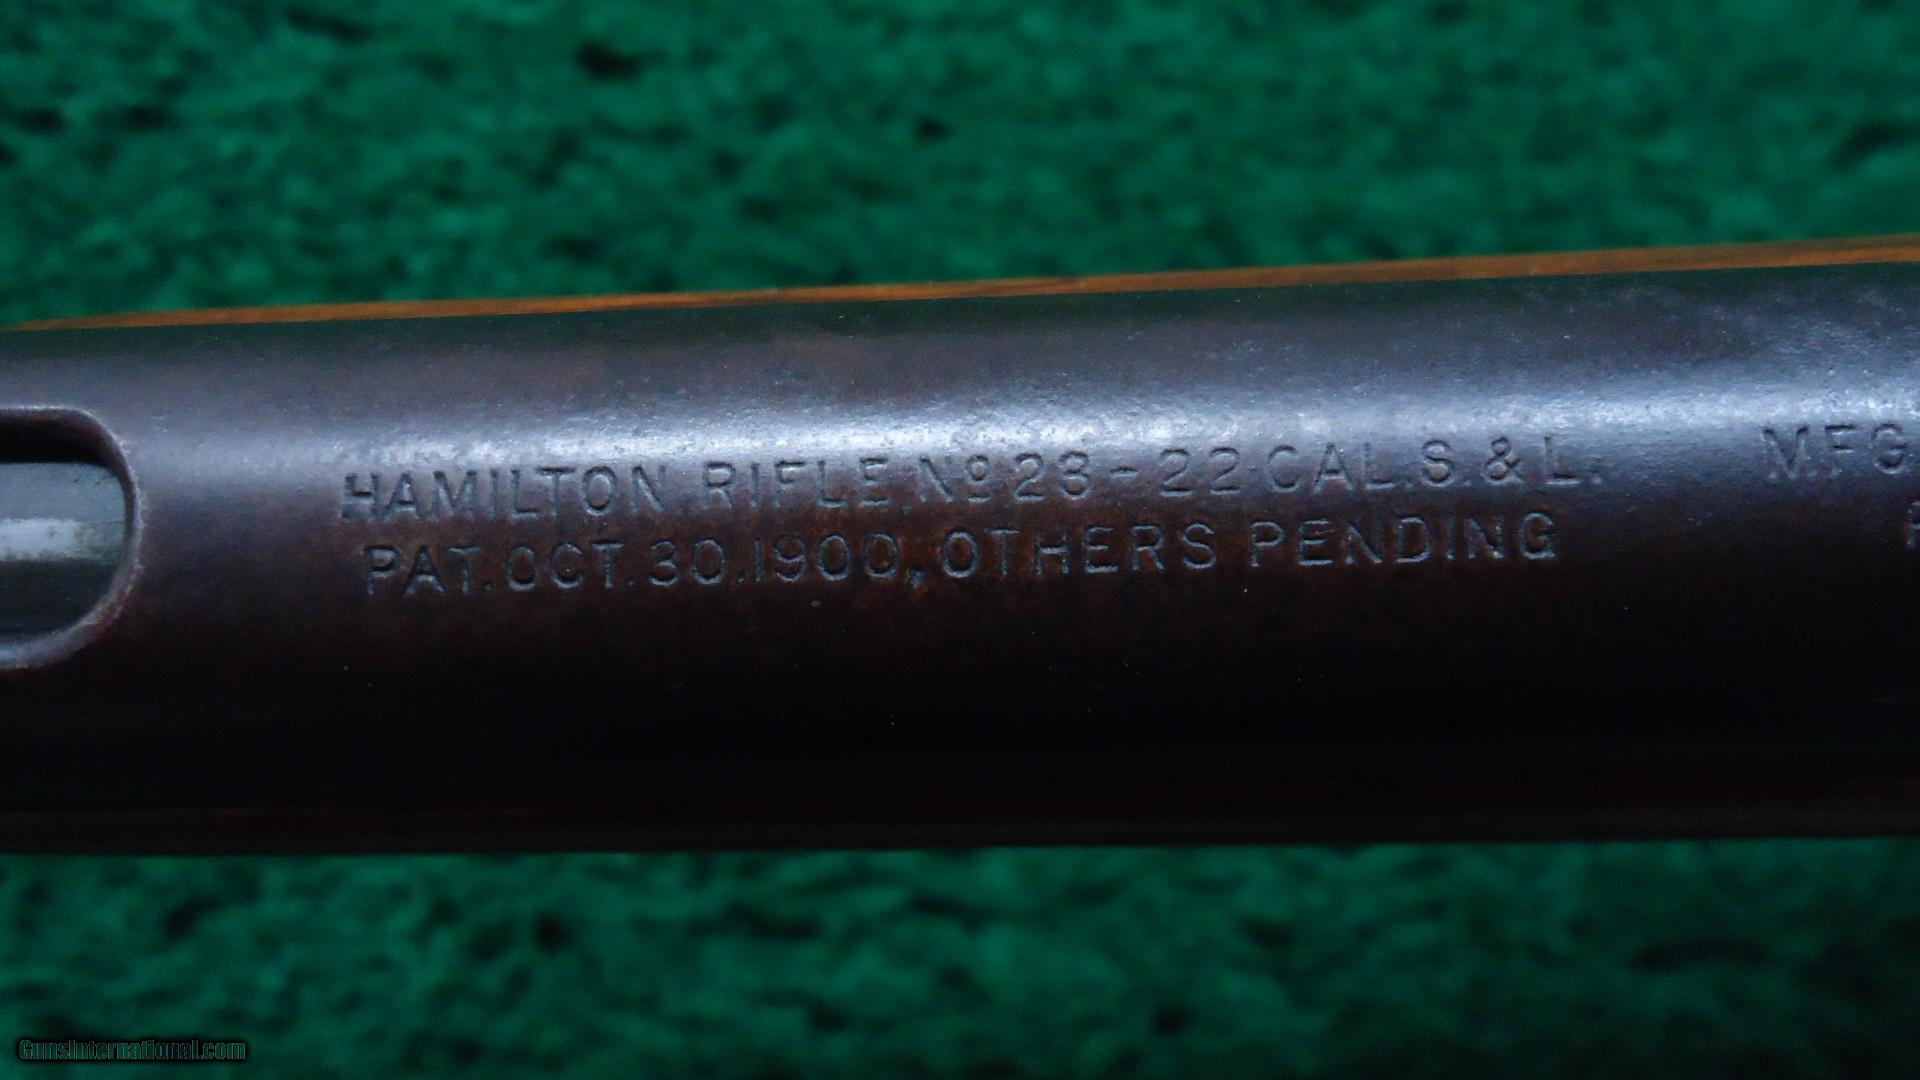 HAMILTON RIFLE Nº 23-22 CAL. S. & L.
PAT. OCT. 30. 1900, OTHERS PENDING
MFG
GunsInternational.com